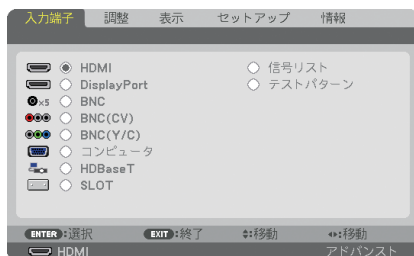 入力端子 調整 表示 セットアップ 情報
HDMI 信号リスト
DisplayPort テストパターン
×5 BNC
BNC(CV)
BNC(Y/C)
コンピュータ
HDBaseT
SLOT
ENTER:選択 EXIT:終了 :移動 :移動
HDMI アドバンスト